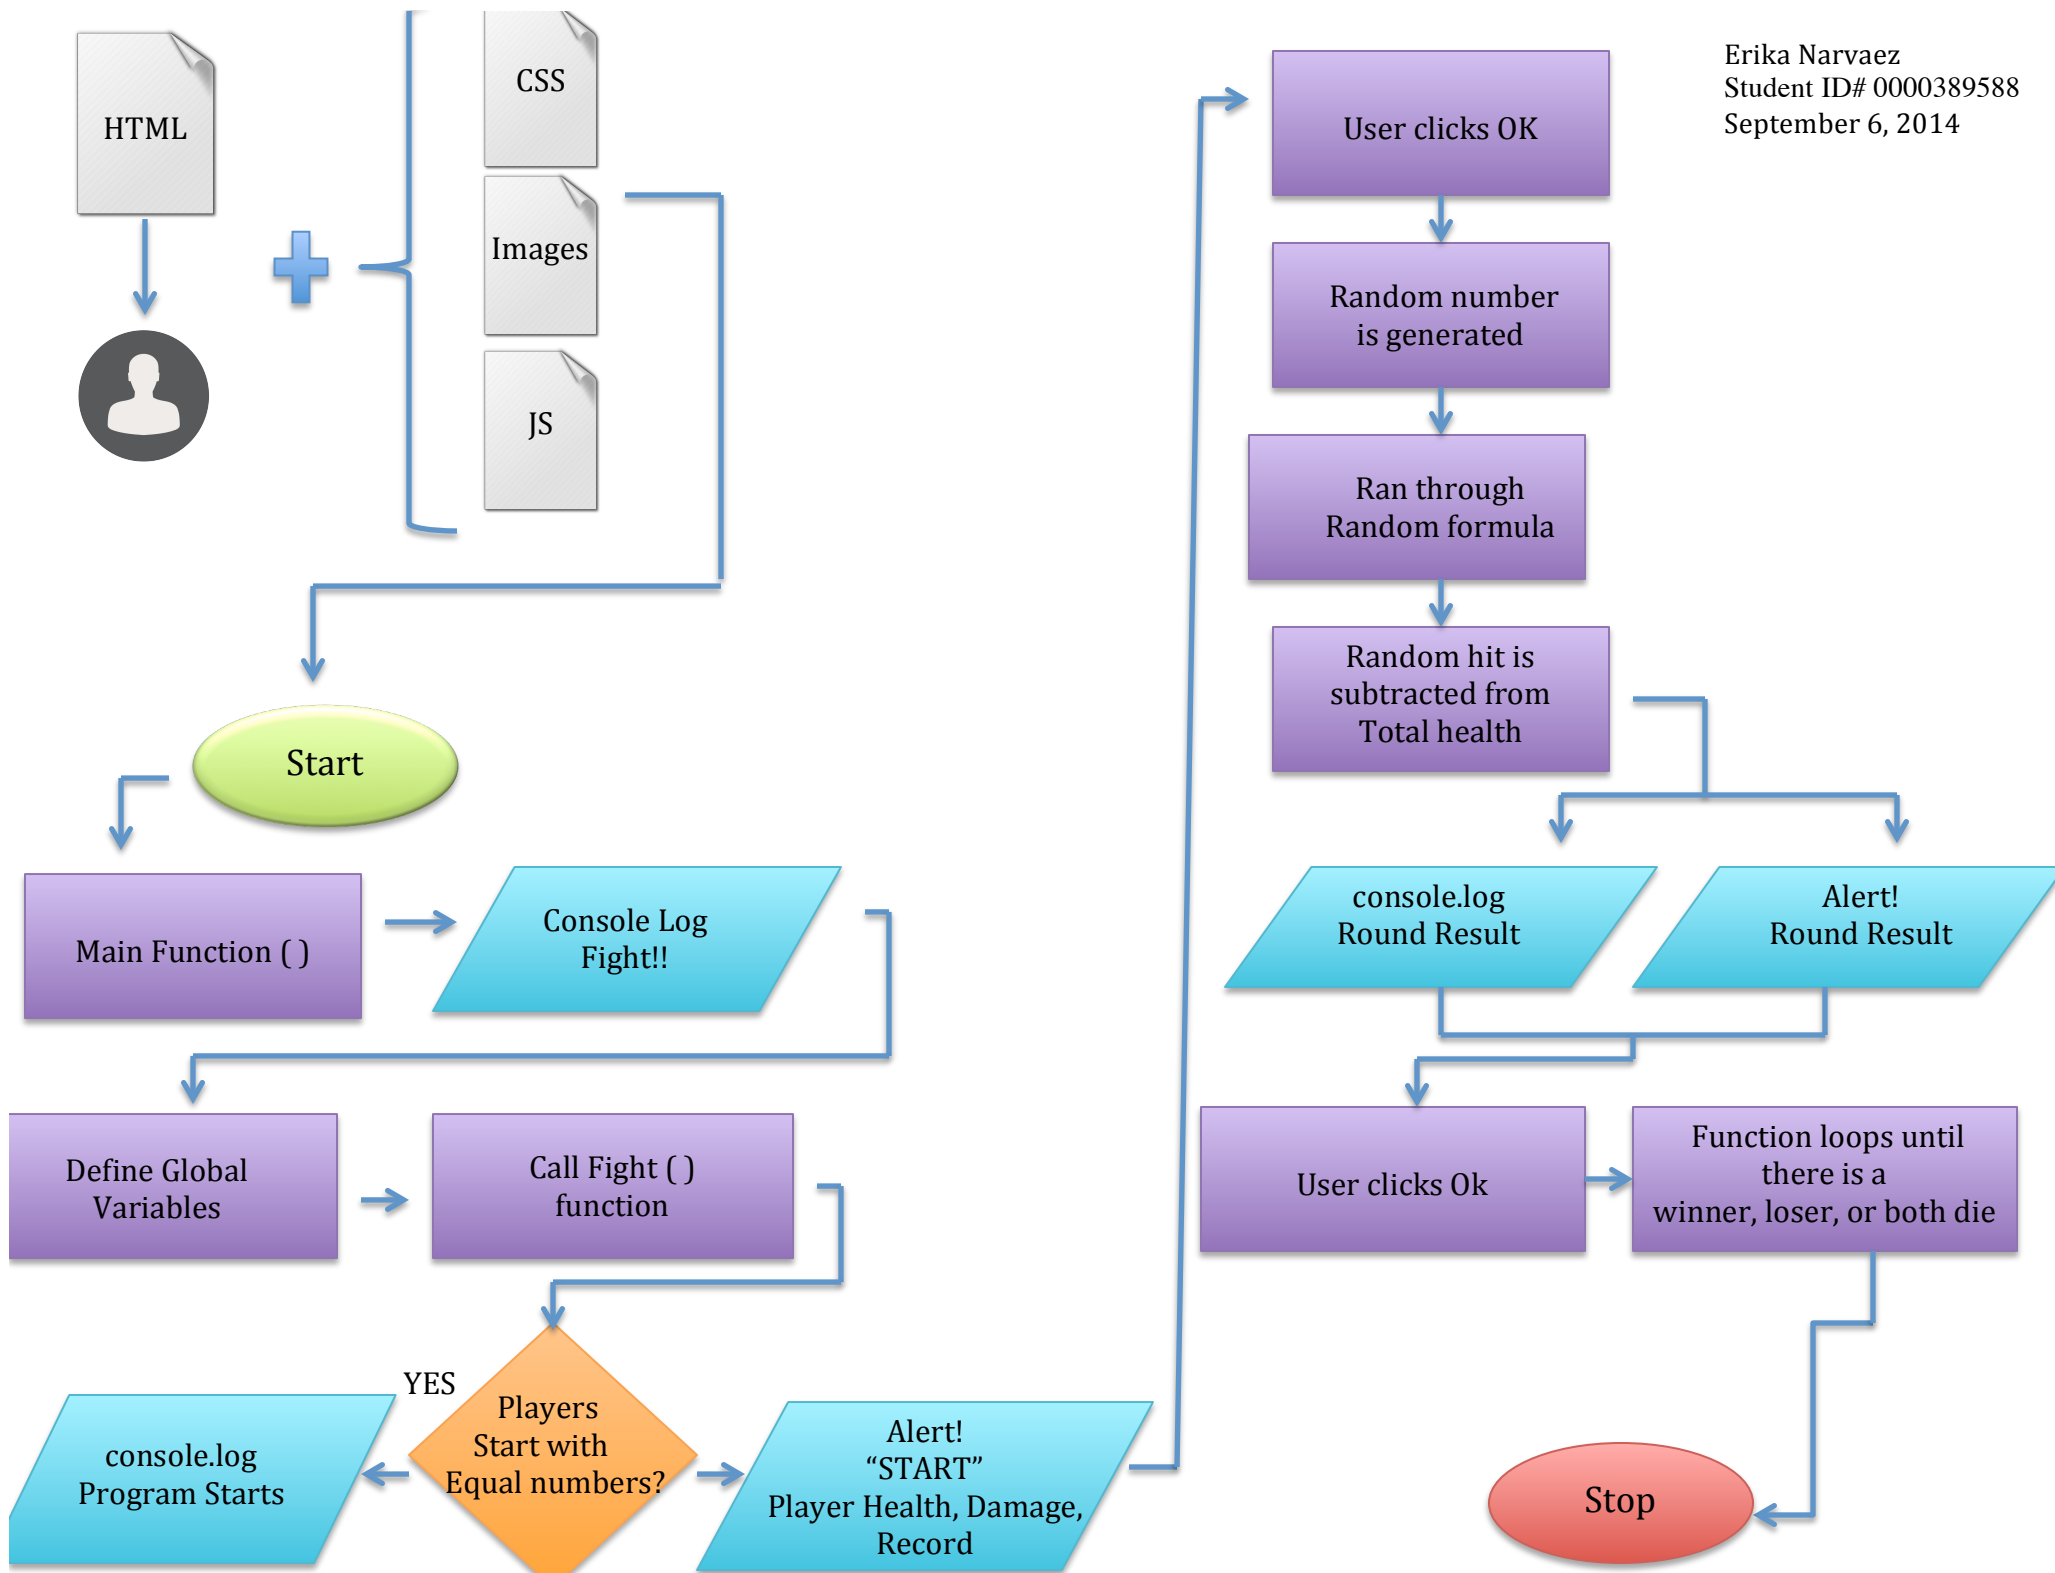 HTML
CSS
Images
JS
Start
Main Function ( )
Console Log
Fight!!
Define Global
Variables
Call Fight ( )
function
YES
Players
Start with
Equal numbers?
console.log
Program Starts
Alert!
“START”
Player Health, Damage,
Record
User clicks OK
Random number
is generated
Ran through
Random formula
Random hit is
subtracted from
Total health
console.log
Round Result
Alert!
Round Result
User clicks Ok
Function loops until
there is a
winner, loser, or both die
Stop
Erika Narvaez
Student ID# 0000389588
September 6, 2014